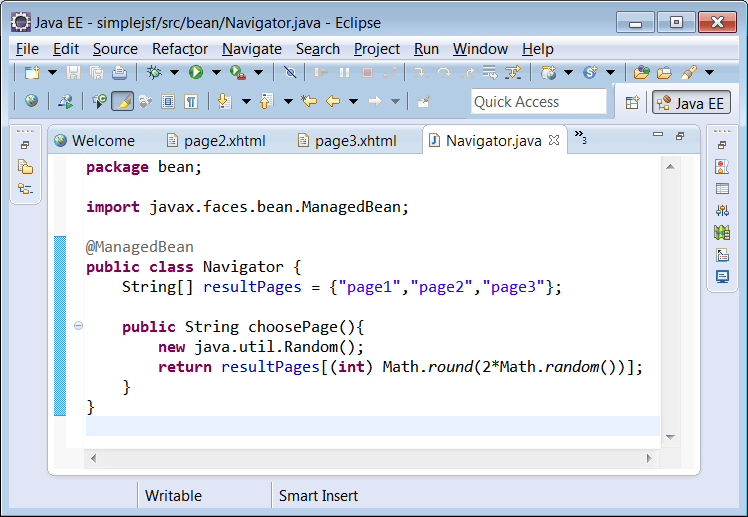 Java EE - simplejsf/src/bean/Navigator.java - Eclipse
File Edit Source Refactor Navigate Search Project Run Window Help
Quick Access Java EE
Welcome page2.xhtml page3.xhtml Navigator.java 3
package bean;
import javax.faces.bean.ManagedBean;
@ManagedBean
public class Navigator {
String[] resultPages = {"page1","page2","page3"};
public String choosePage(){
new java.util.Random();
return resultPages[(int) Math.round(2*Math.random())];
}
}
Writable Smart Insert